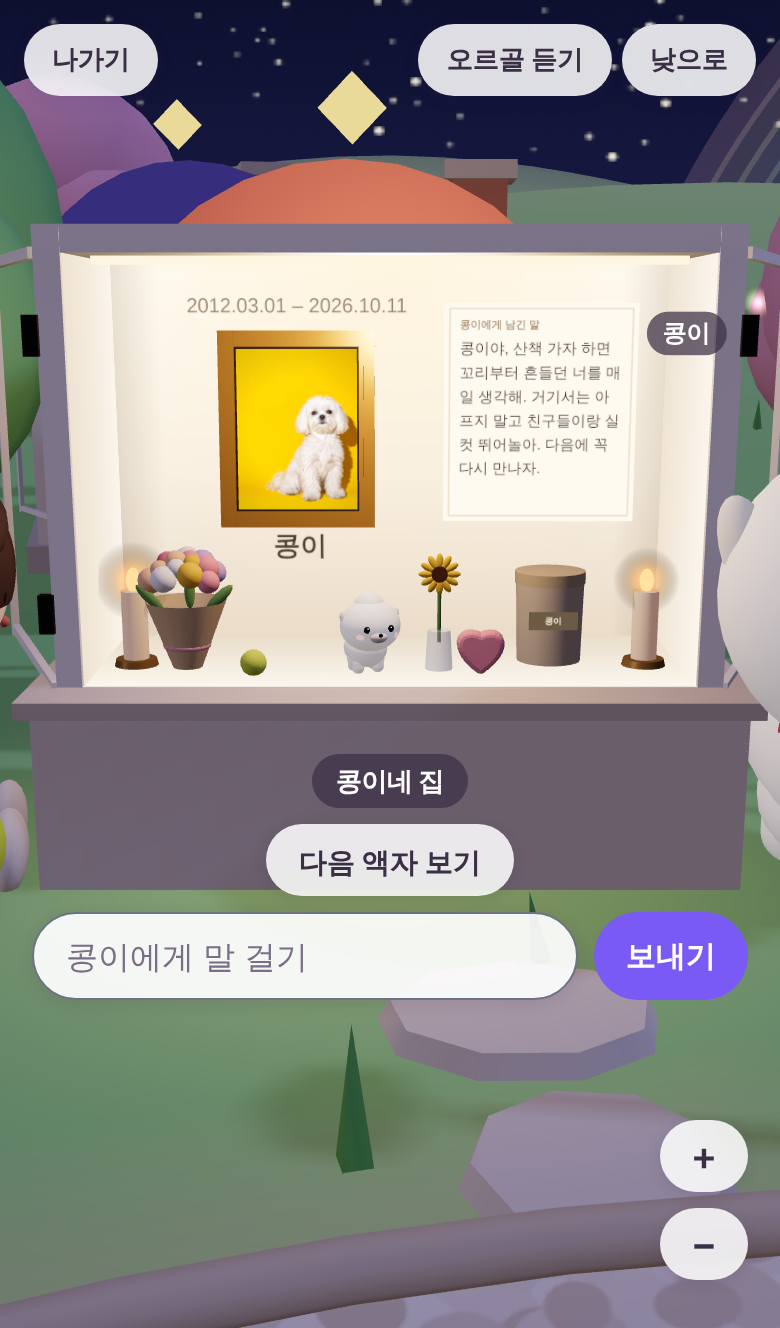 나가기
오르골 듣기
낮으로
2012.03.01 – 2026.10.11
콩이에게 남긴 말
콩이야, 산책 가자 하면
꼬리부터 흔들던 너를 매
일 생각해. 거기서는 아
프지 말고 친구들이랑 실
컷 뛰어놀아. 다음에 꼭
다시 만나자.
콩이
콩이
콩이
콩이네 집
다음 액자 보기
콩이에게 말 걸기
보내기
+
−